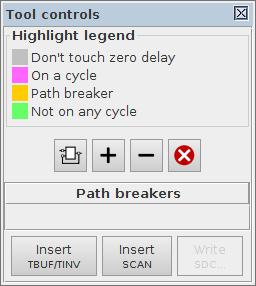 Tool controls
Highlight legend
Don't touch zero delay
On a cycle
Path breaker
Not on any cycle
Path breakers
Insert
TBUF/TINV
Insert
SCAN
Write
SDC...